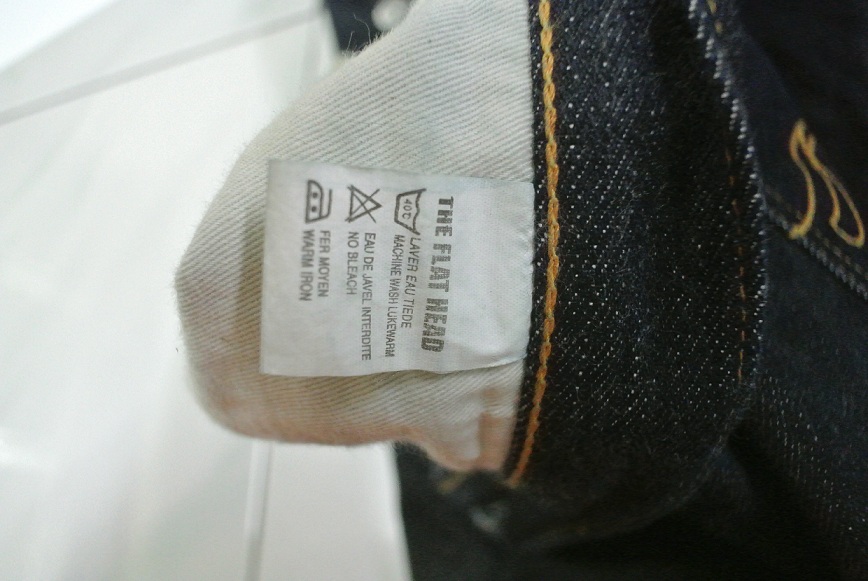 THE FLAT HEAD
40°C
LAVER EAU TIEDE
MACHINE WASH LUKEWARM
EAU DE JAVEL INTERDITE
NO BLEACH
FER MOYEN
WARM IRON